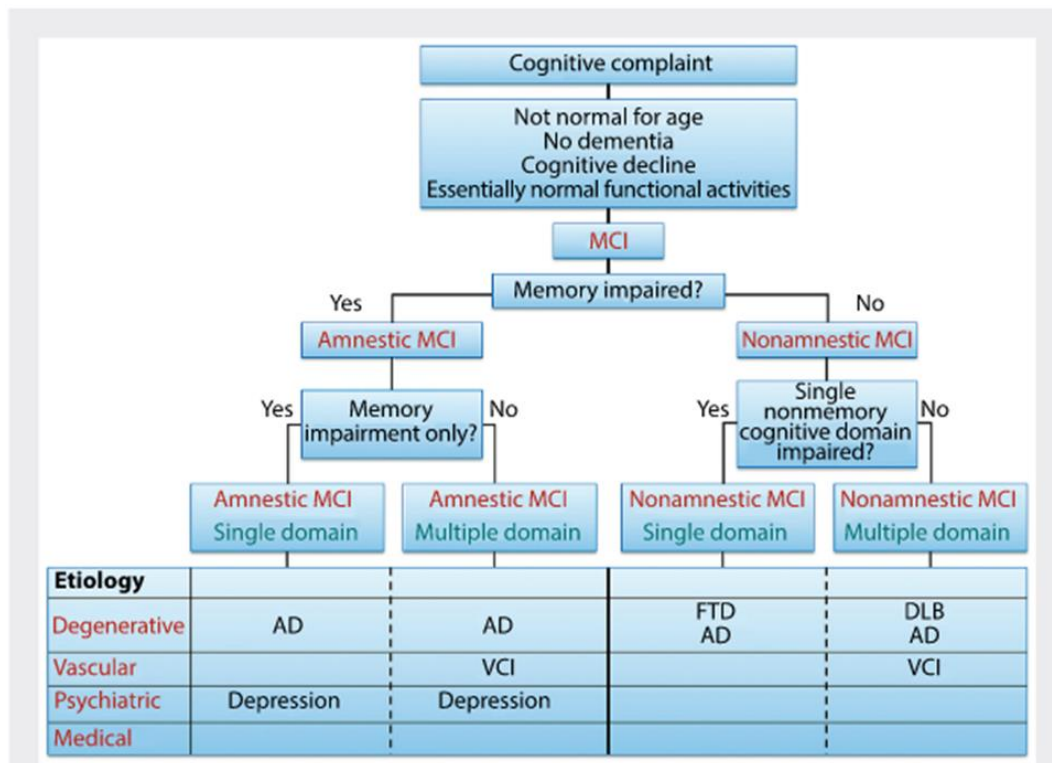 Cognitive complaint
Not normal for age
No dementia
Cognitive decline
Essentially normal functional activities
MCI
Memory impaired?
Yes
No
Amnestic MCI
Nonamnestic MCI
Yes
Memory
impairment only?
No
Yes
Single
nonmemory
cognitive domain
impaired?
No
Amnestic MCI
Single domain
Amnestic MCI
Multiple domain
Nonamnestic MCI
Single domain
Nonamnestic MCI
Multiple domain
Etiology
Degenerative
AD
AD
FTD
AD
DLB
AD
Vascular
VCI
VCI
Psychiatric
Depression
Depression
Medical